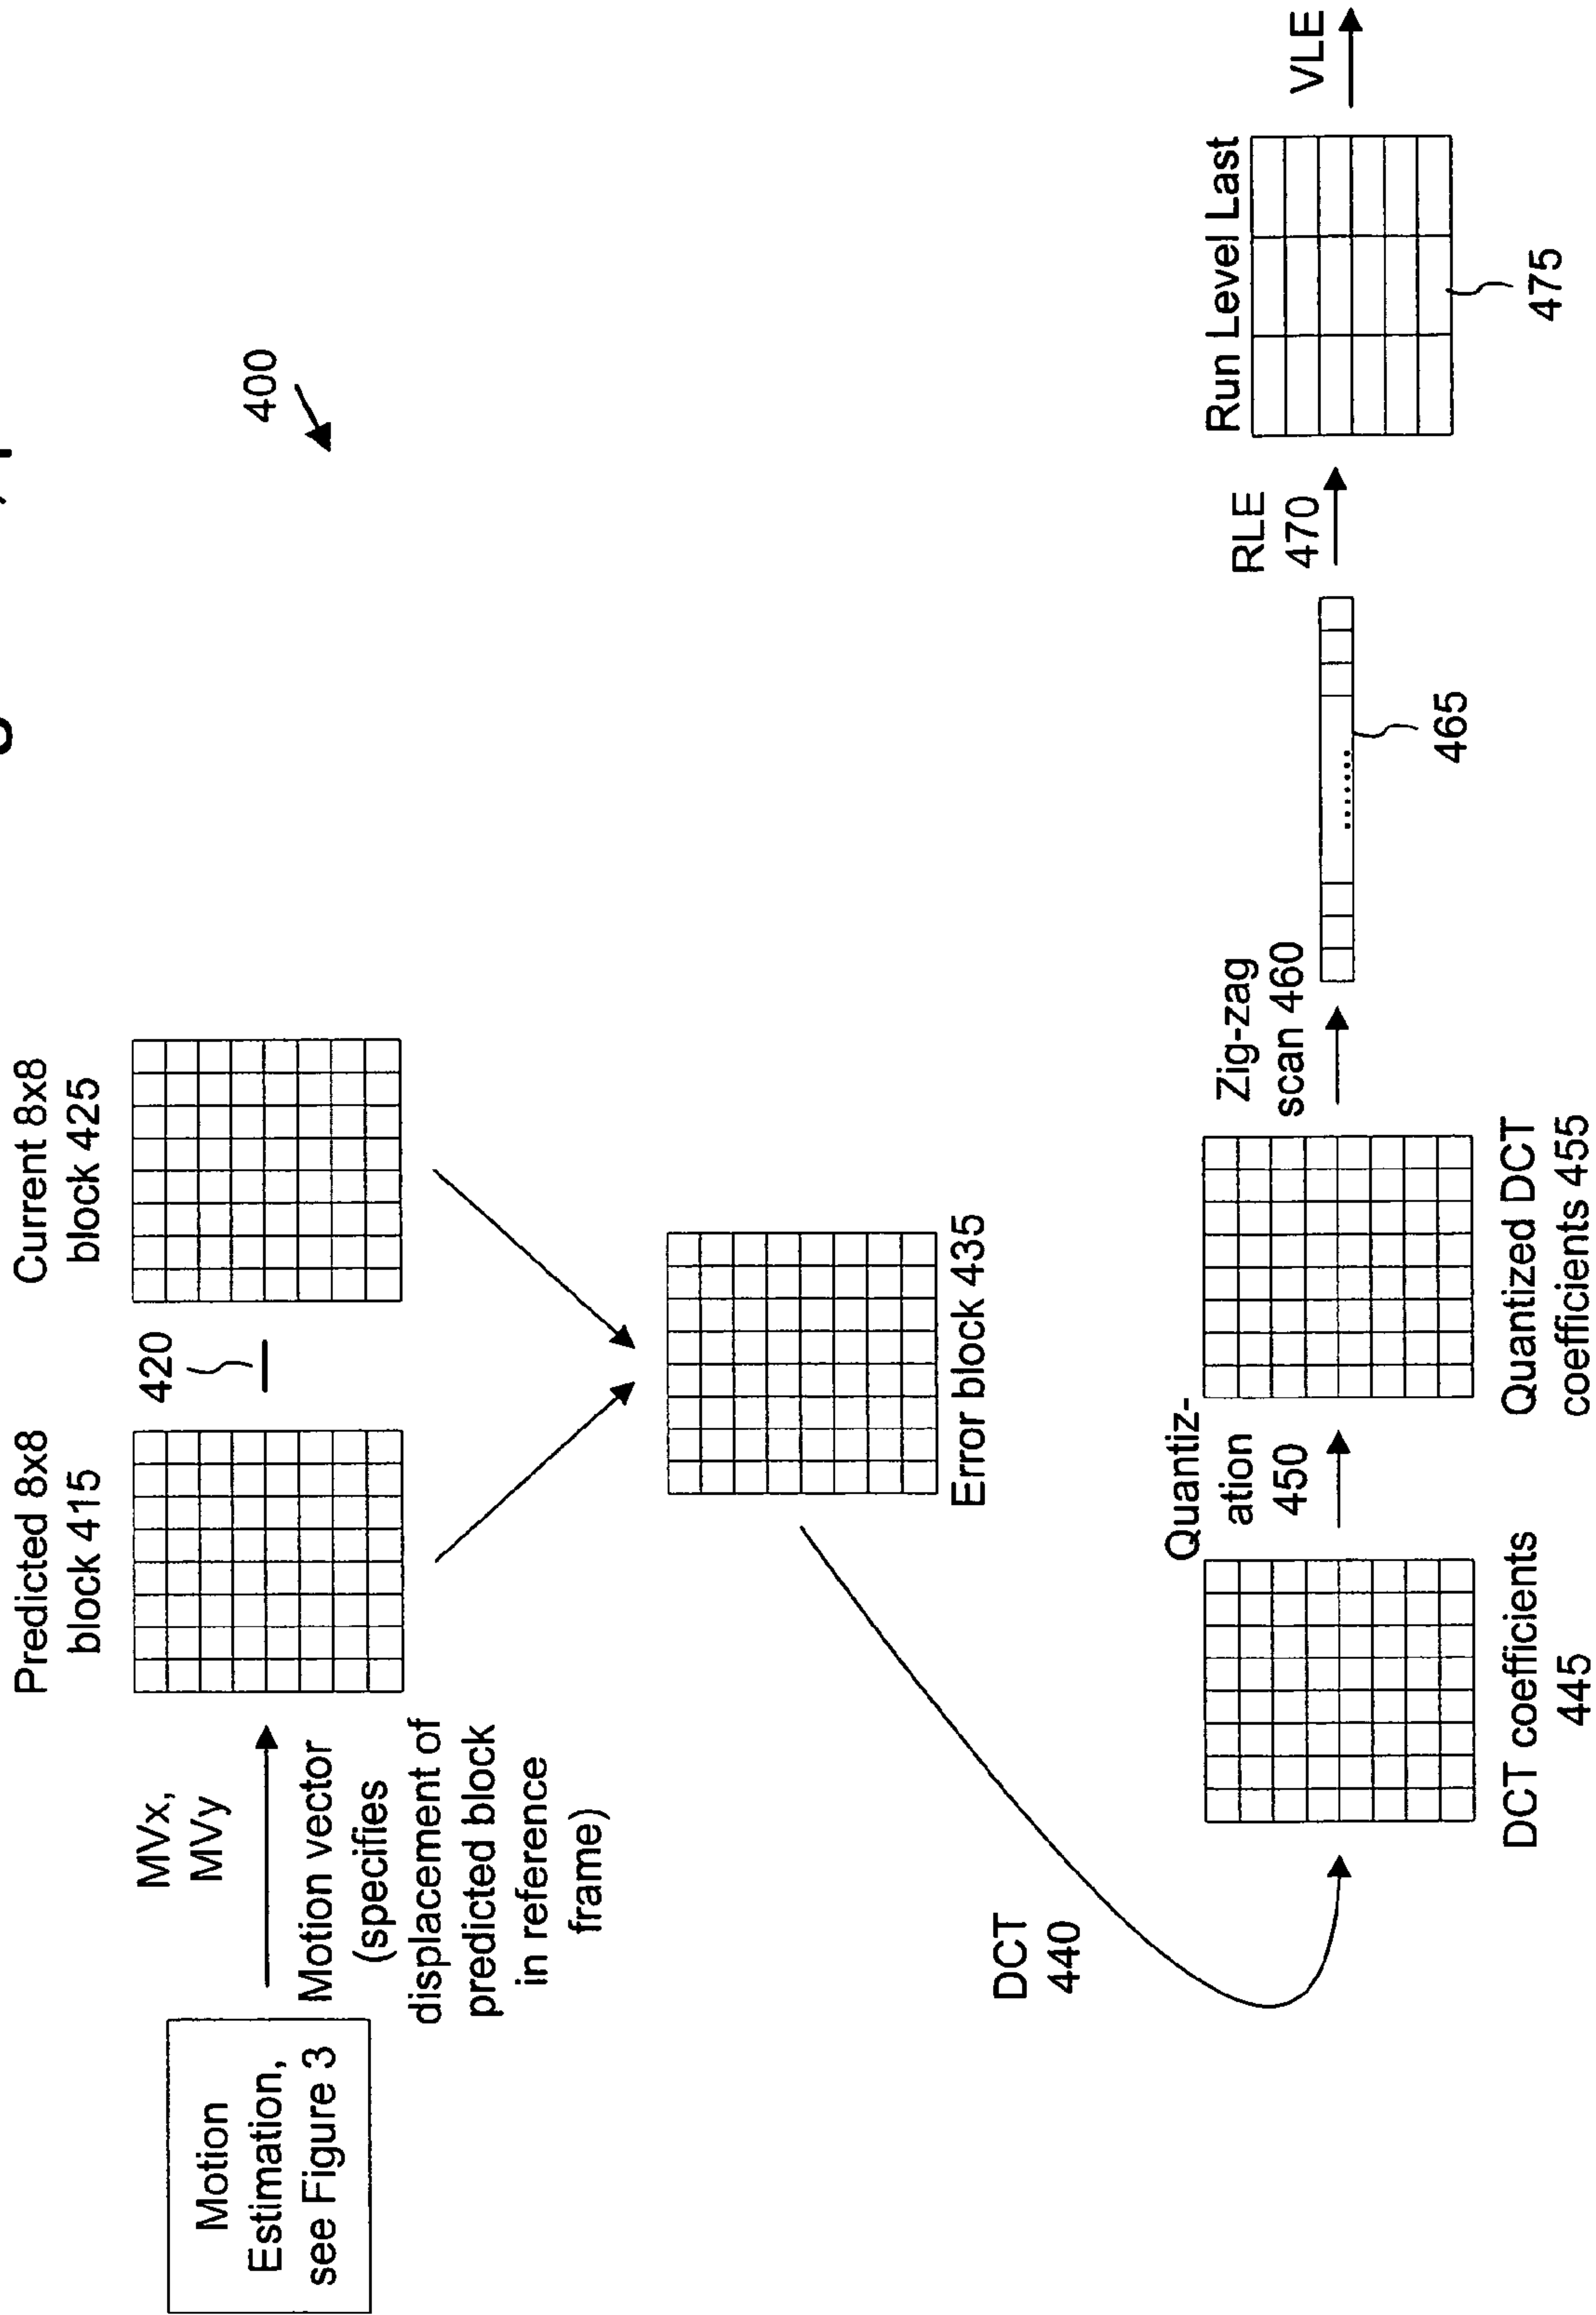 Motion
Estimation,
see Figure 3
MVx,
MVy
Motion vector
(specifies
displacement of
predicted block
in reference
frame)
Predicted 8x8
block 415
420
Current 8x8
block 425
400
Error block 435
DCT
440
DCT coefficients
445
Quantiz-
ation
450
Quantized DCT
coefficients 455
Zig-zag
scan 460
.......
465
RLE
470
Run Level Last
475
VLE